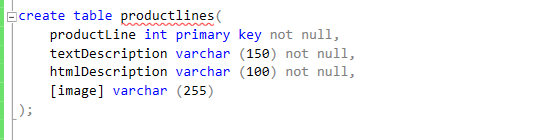 create table productlines(
productLine int primary key not null,
textDescription varchar (150) not null,
htmlDescription varchar (100) not null,
[image] varchar (255)
);